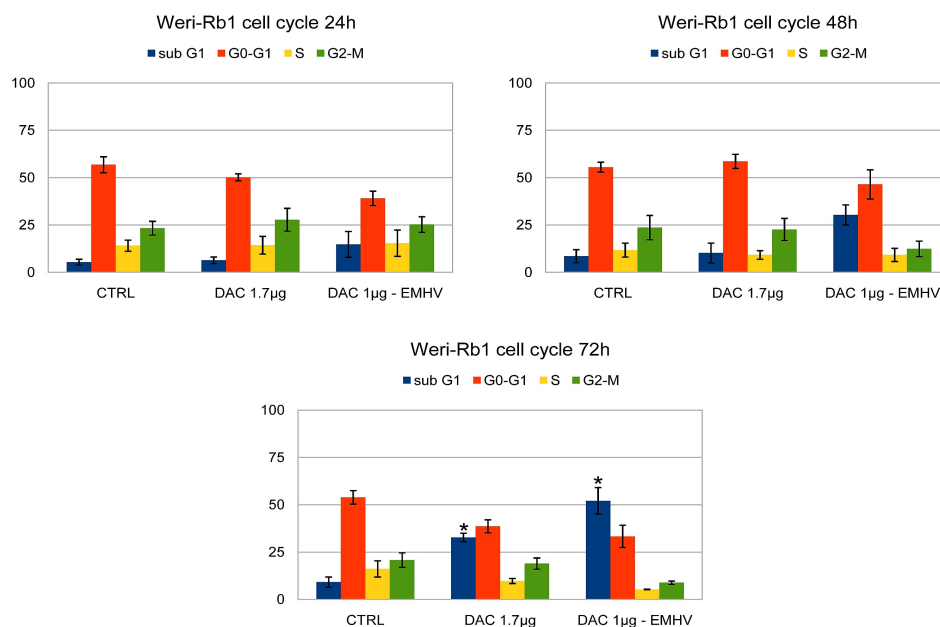 Weri-Rb1 cell cycle 24h
sub G1 G0-G1 S G2-M
100
75
50
25
0
CTRL DAC 1.7µg DAC 1µg - EMHV
Weri-Rb1 cell cycle 48h
sub G1 G0-G1 S G2-M
100
75
50
25
0
CTRL DAC 1.7µg DAC 1µg - EMHV
Weri-Rb1 cell cycle 72h
sub G1 G0-G1 S G2-M
100
75
50
25
0
* *
CTRL DAC 1.7µg DAC 1µg - EMHV